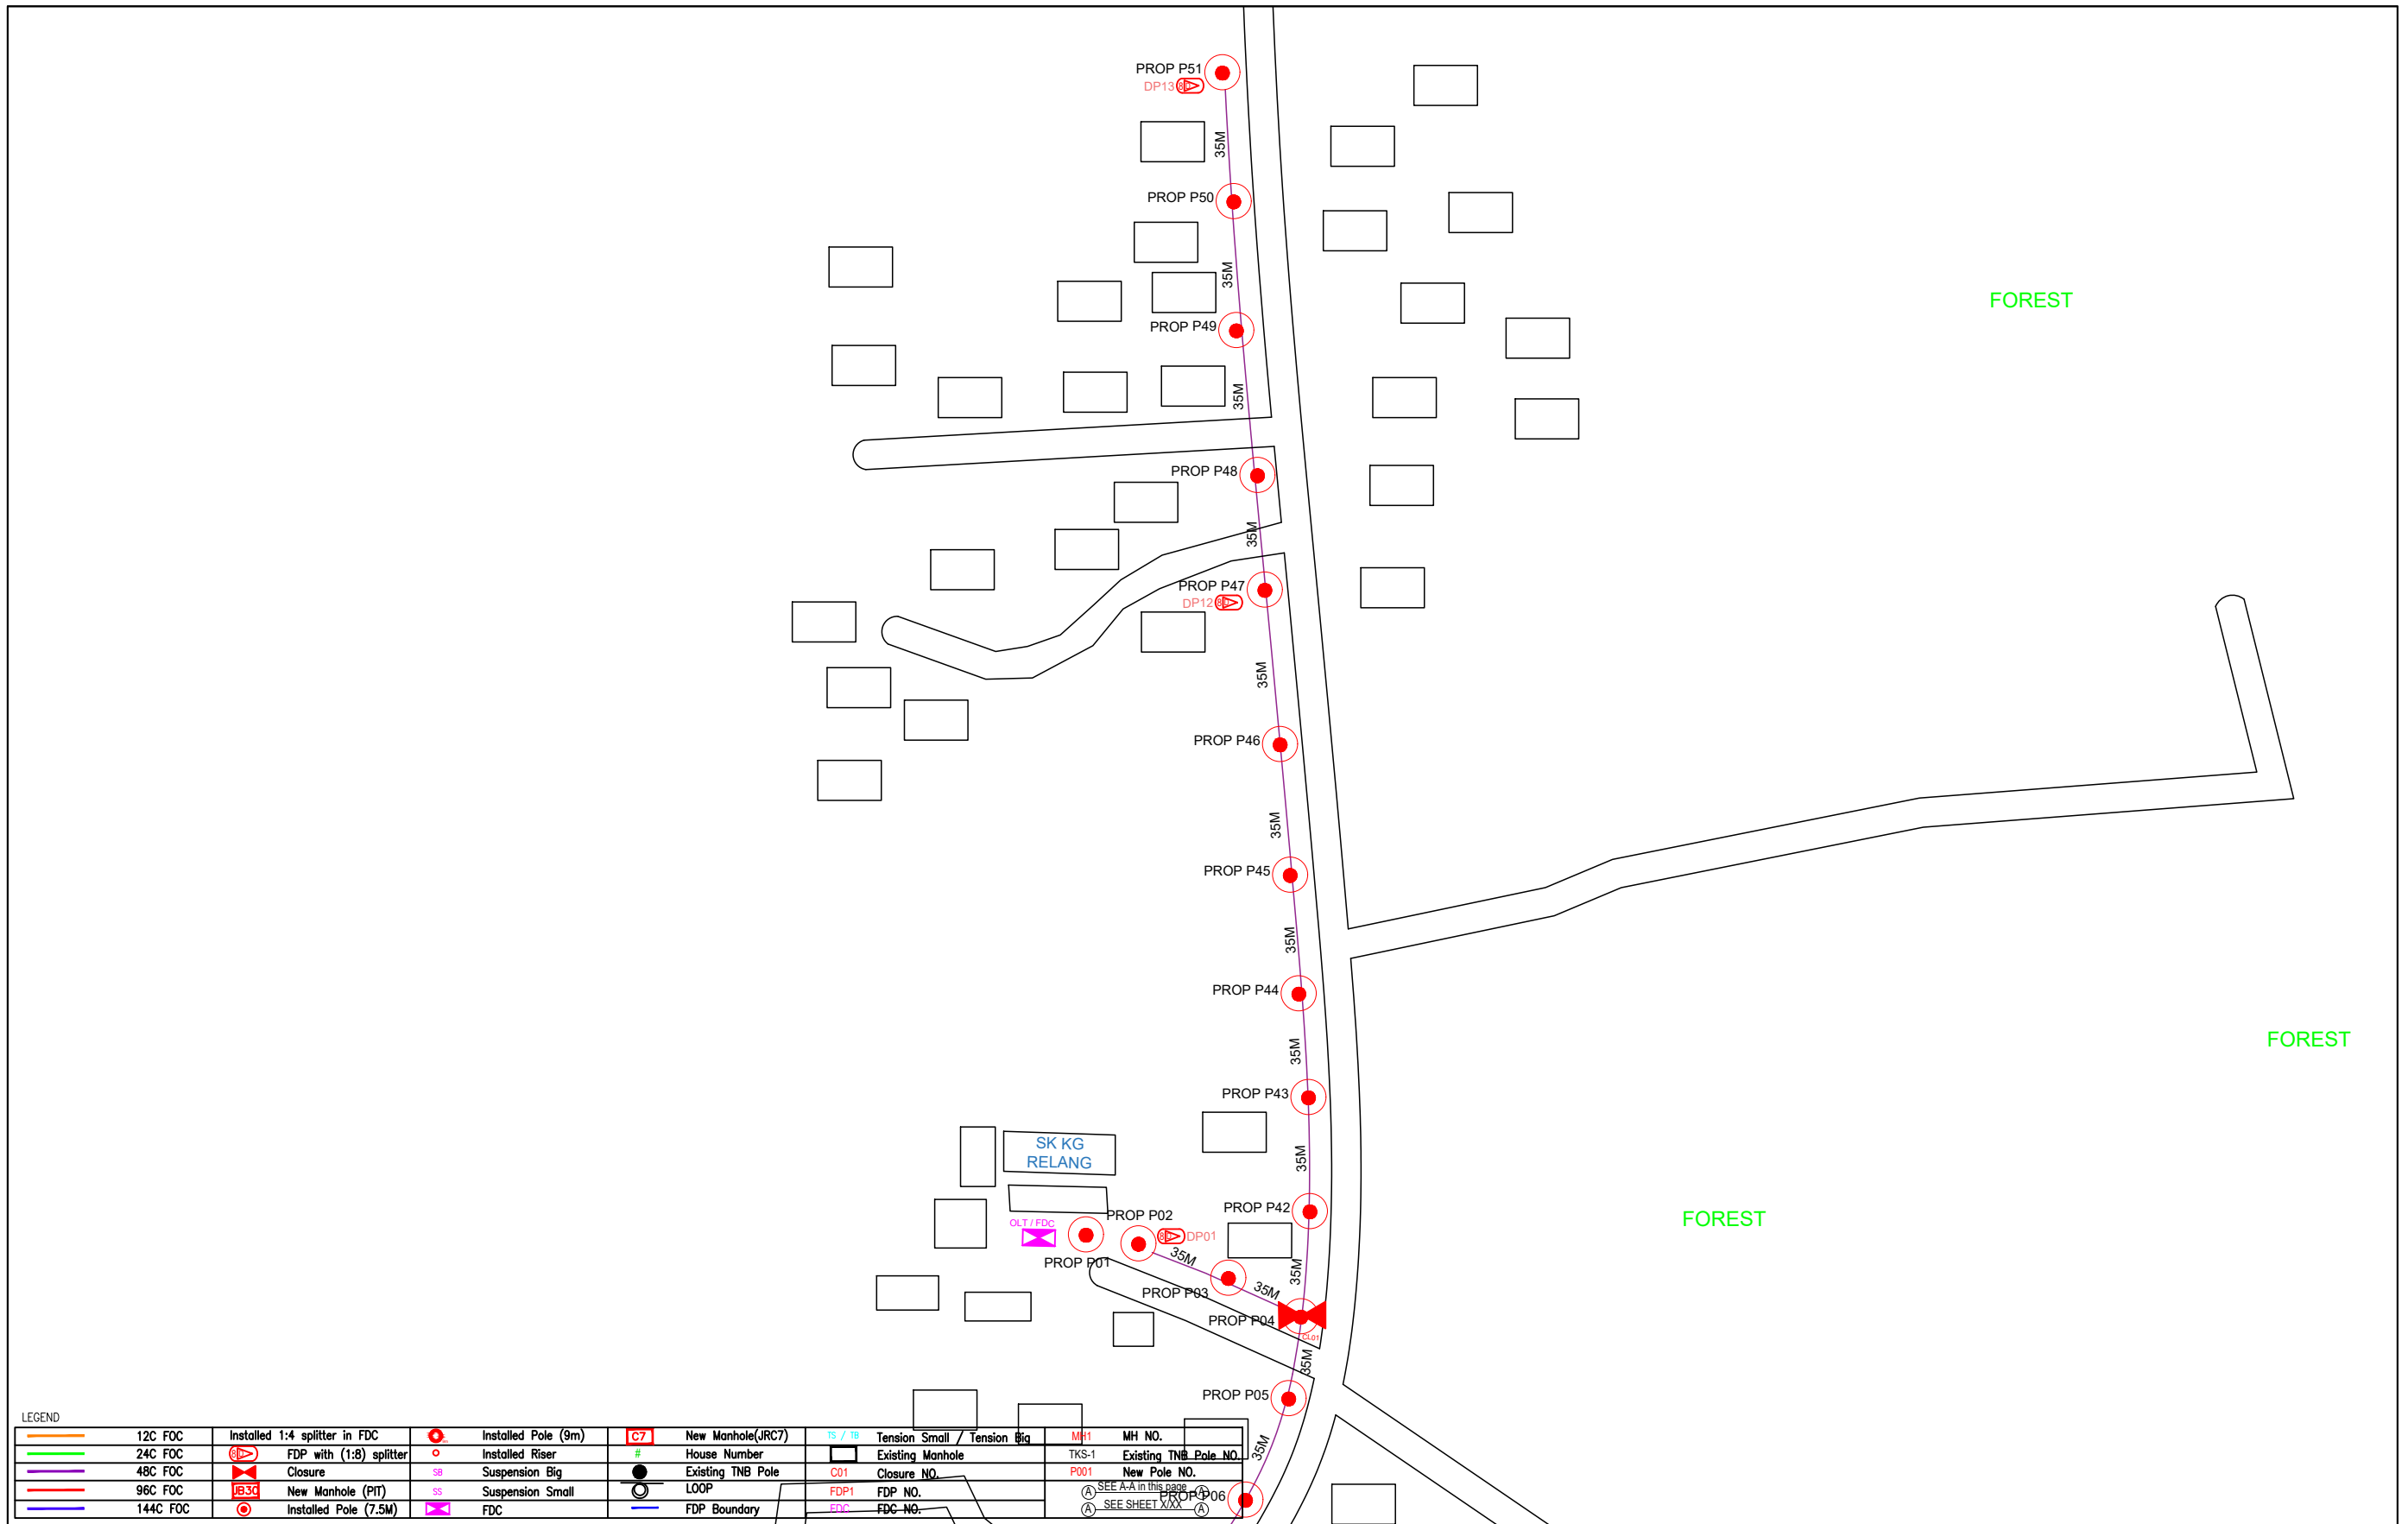 PROP P51
DP13
8D
35M
PROP P50
35M
PROP P49
35M
PROP P48
35M
PROP P47
DP12
8D
35M
PROP P46
35M
PROP P45
35M
PROP P44
35M
PROP P43
35M
PROP P42
35M
FOREST
FOREST
FOREST
SK KG
RELANG
OLT / FDC
PROP P01
PROP P02
8D
DP01
35M
PROP P03
35M
PROP P04
CL01
35M
PROP P05
35M
PROP P06
LEGEND
12C FOC
Installed 1:4 splitter in FDC
Installed Pole (9m)
C7
New Manhole(JRC7)
TS / TB
Tension Small / Tension Big
MH1
MH NO.
24C FOC
8D
FDP with (1:8) splitter
Installed Riser
#
House Number
Existing Manhole
TKS-1
Existing TNB Pole NO.
48C FOC
Closure
SB
Suspension Big
Existing TNB Pole
C01
Closure NO.
P001
New Pole NO.
96C FOC
JB30
New Manhole (PIT)
SS
Suspension Small
LOOP
FDP1
FDP NO.
A SEE A-A in this page A
144C FOC
Installed Pole (7.5M)
FDC
FDP Boundary
FDC
FDC NO.
A SEE SHEET X/XX A